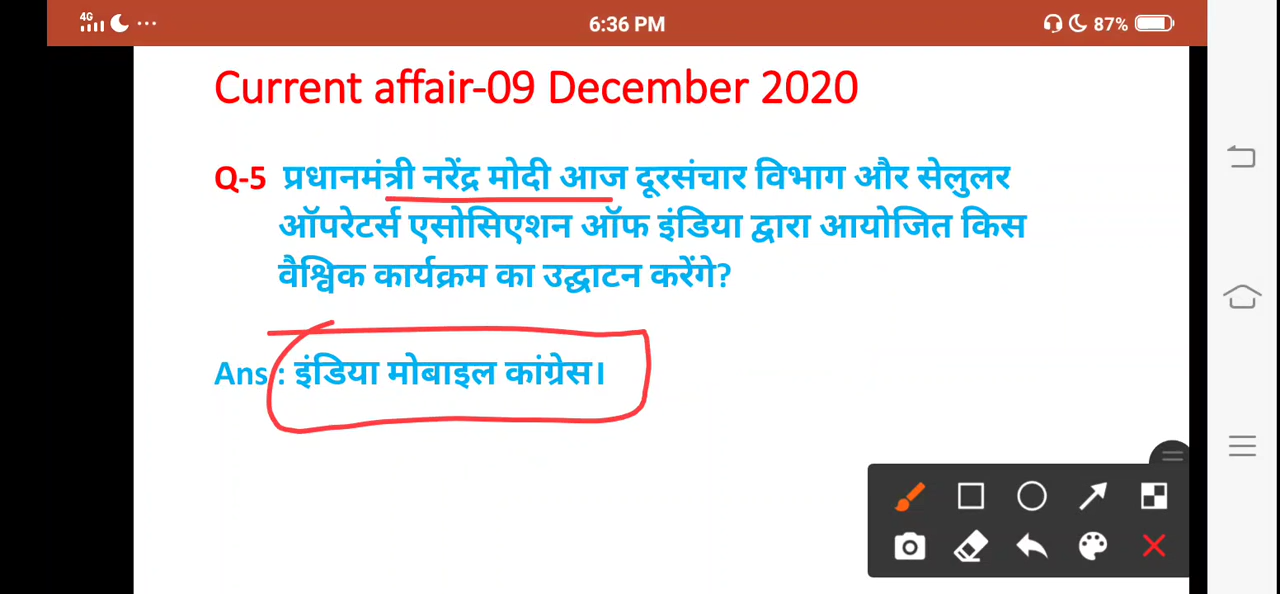 4G 6:36 PM 87%
Current affair-09 December 2020
Q-5 प्रधानमंत्री नरेंद्र मोदी आज दूरसंचार विभाग और सेलुलर
ऑपरेटर्स एसोसिएशन ऑफ इंडिया द्वारा आयोजित किस
वैश्विक कार्यक्रम का उद्घाटन करेंगे?
Ans : इंडिया मोबाइल कांग्रेस।